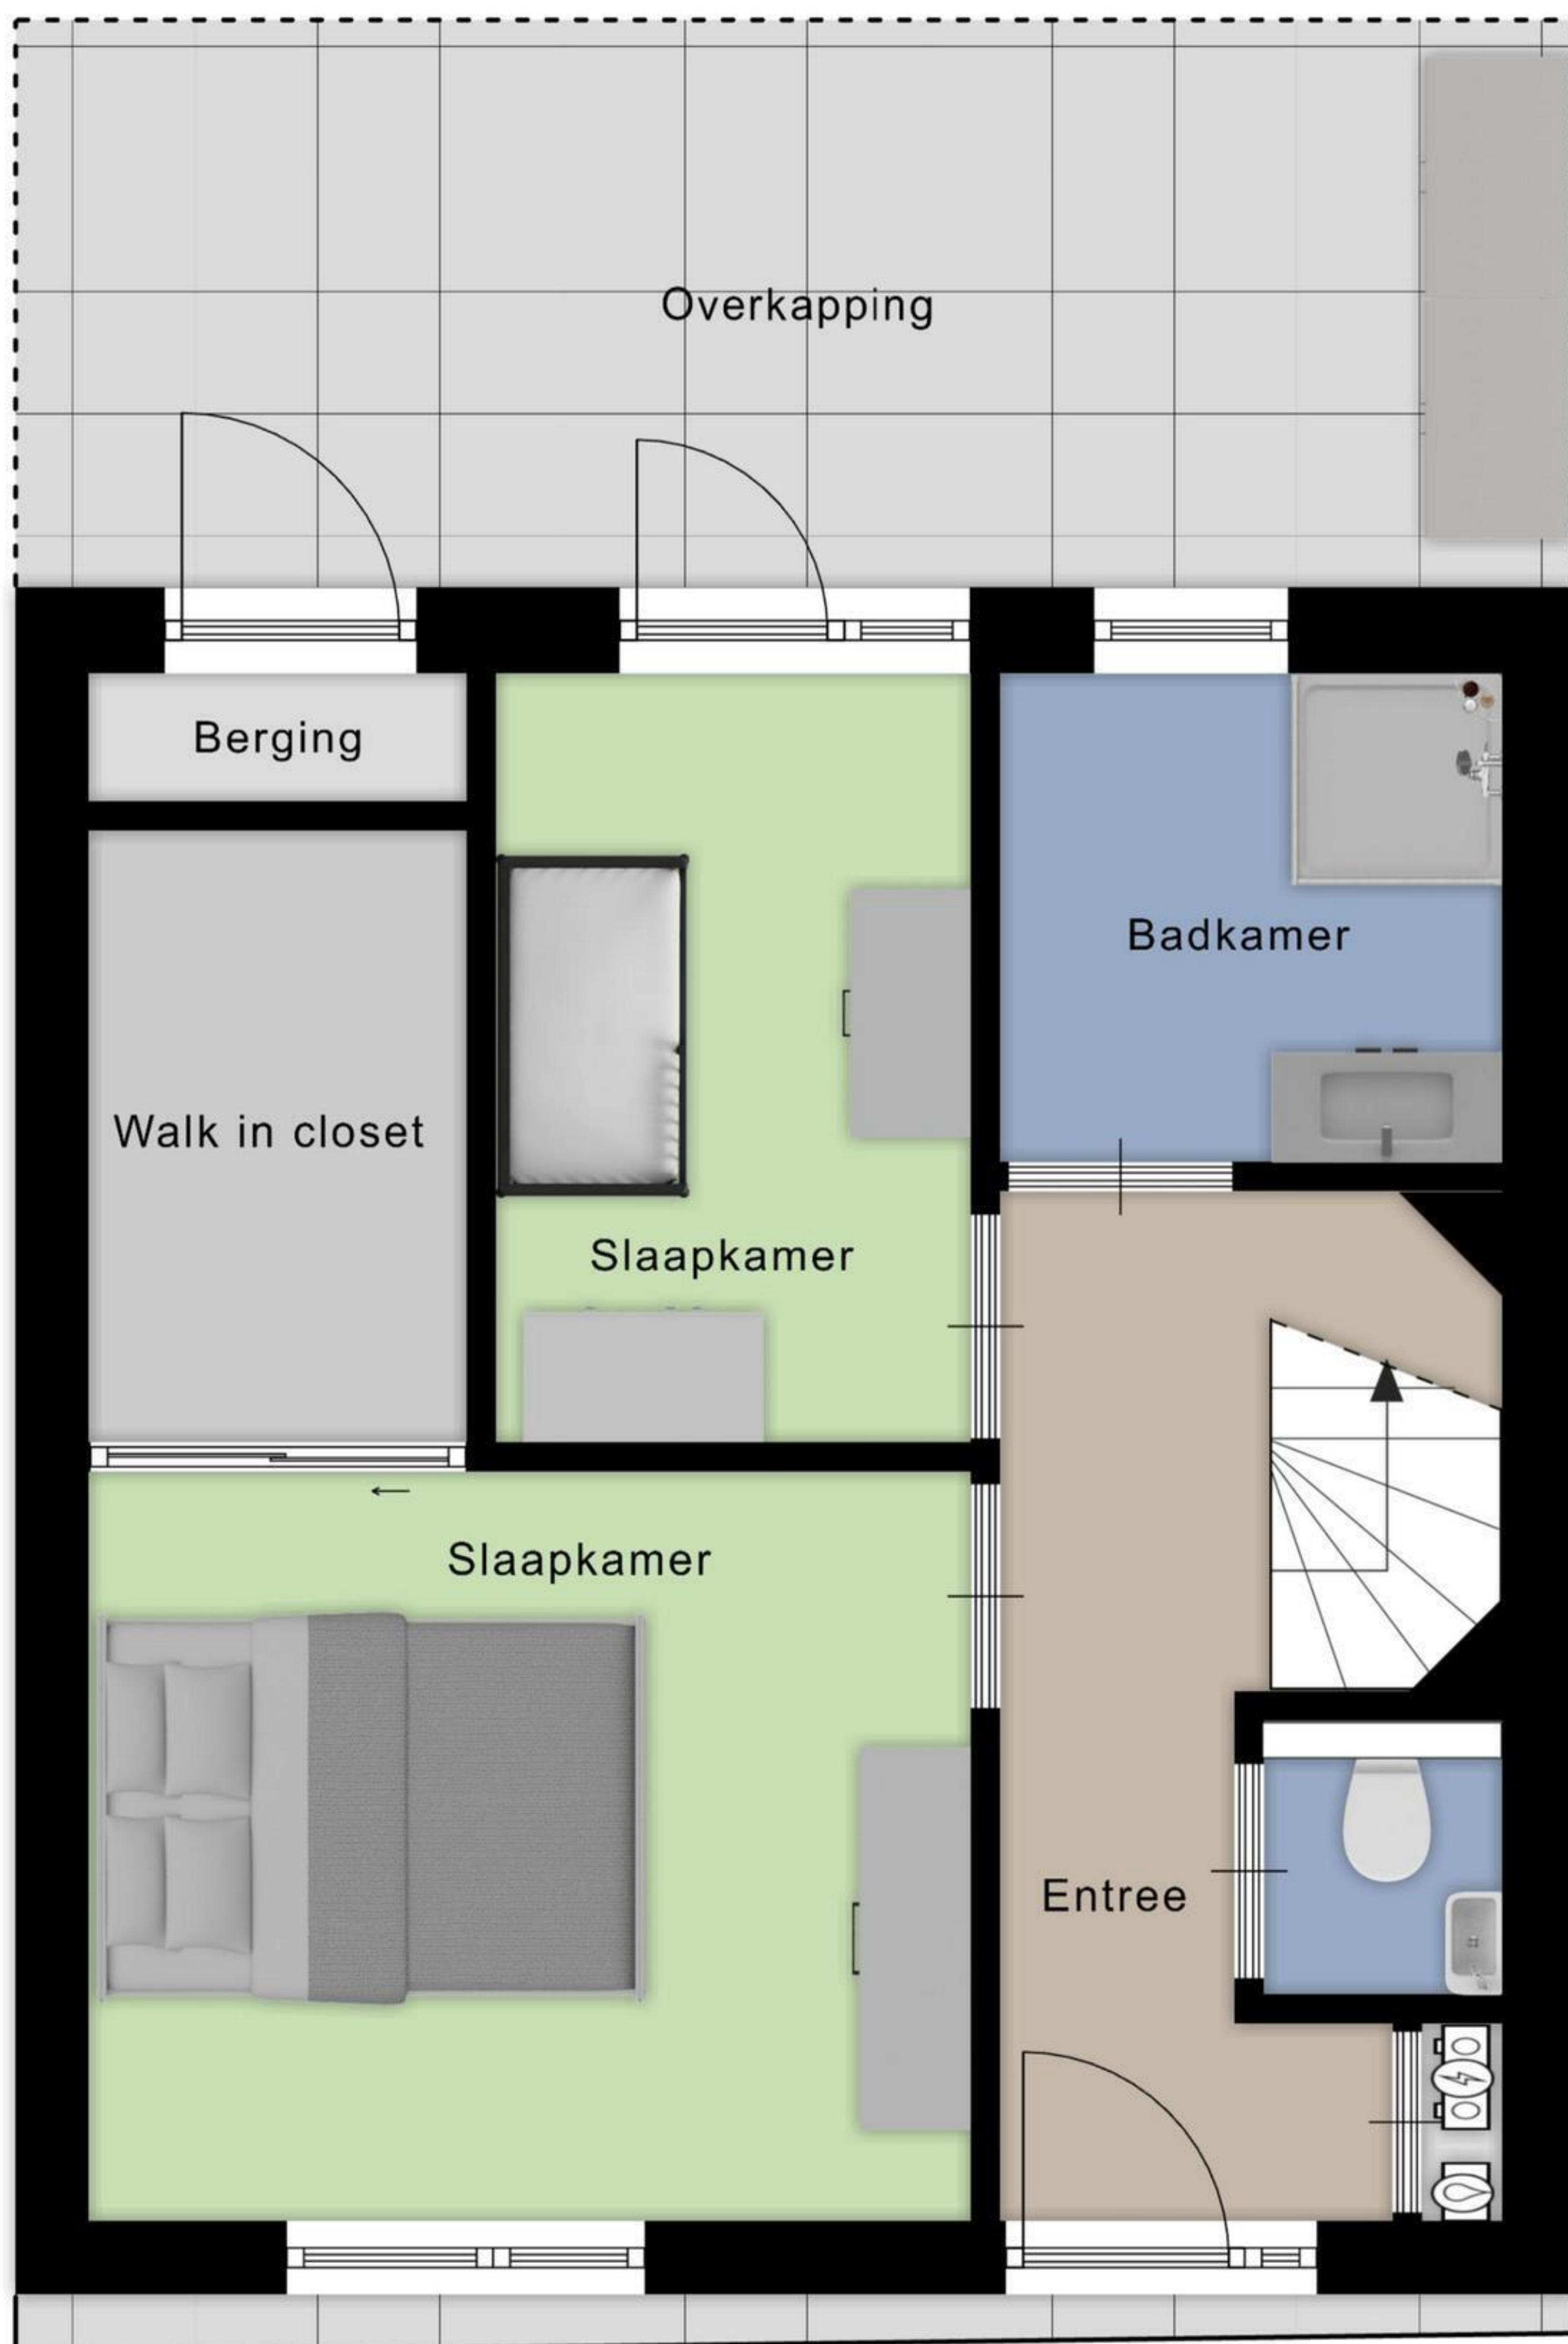 Overkapping
Berging
Badkamer
Walk in closet
Slaapkamer
Slaapkamer
Entree